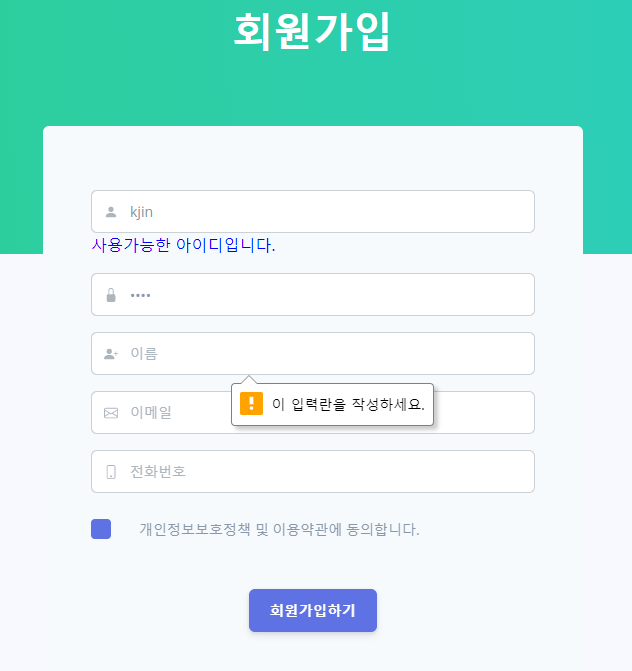 회원가입
kjin
사용가능한 아이디입니다.
••••
이름
이메일
이 입력란을 작성하세요.
전화번호
개인정보보호정책 및 이용약관에 동의합니다.
회원가입하기